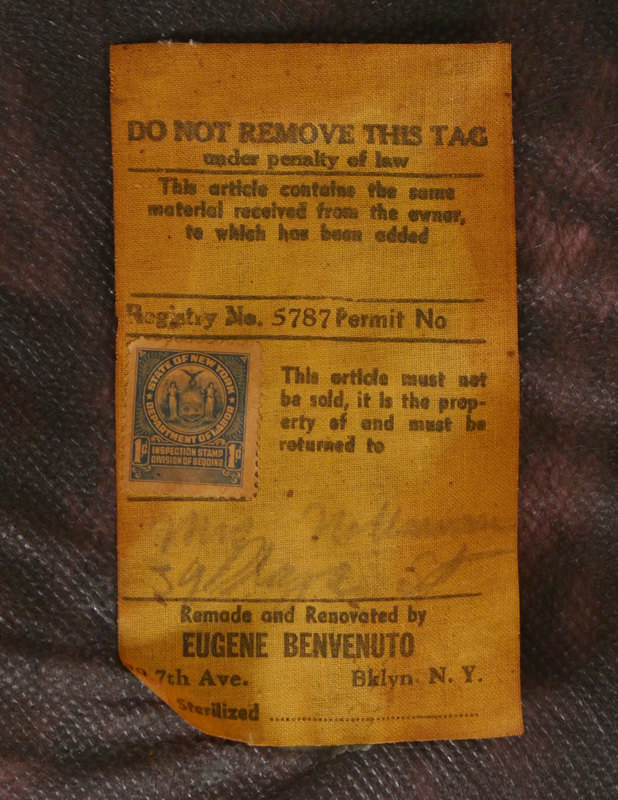 DO NOT REMOVE THIS TAG
under penalty of law
This article contains the same
material received from the owner,
to which has been added
Registry No. 5787 Permit No
STATE OF NEW YORK
DEPARTMENT OF LABOR
1¢ 1¢
INSPECTION STAMP
DIVISION OF BEDDING
This article must not
be sold, it is the prop-
erty of and must be
returned to
Mrs
St
Remade and Renovated by
EUGENE BENVENUTO
7th Ave. Bklyn. N. Y.
Sterilized